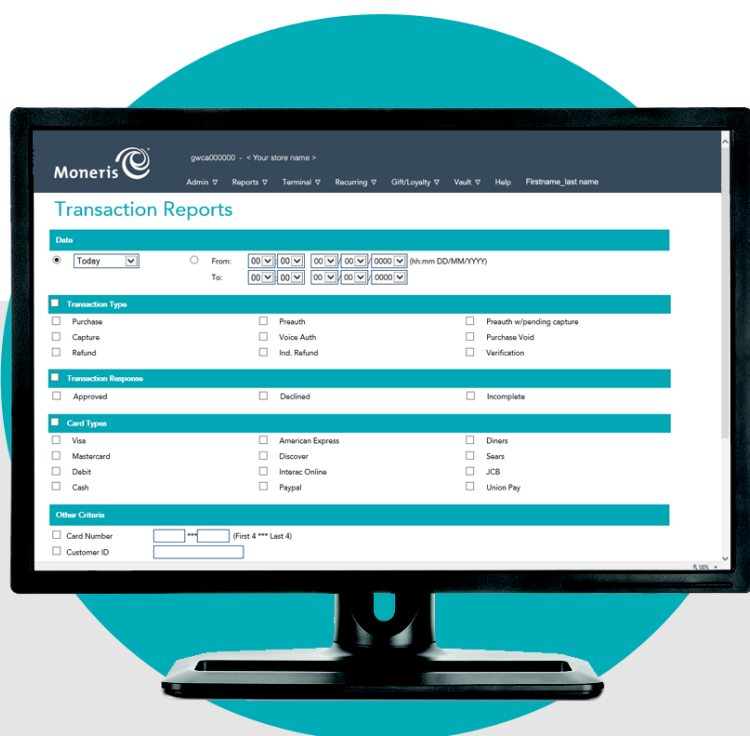 Moneris
gwca000000 - < Your store name >
Admin Reports Terminal Recurring Gift/Loyalty Vault Help Firstname_last name
Transaction Reports
Date
Today From: 00 : 00 00 / 00 / 0000 (hh:mm DD/MM/YYYY)
To: 00 : 00 00 / 00 / 0000
Transaction Type
Purchase Preauth Preauth w/pending capture
Capture Voice Auth Purchase Void
Refund Ind. Refund Verification
Transaction Response
Approved Declined Incomplete
Card Types
Visa American Express Diners
Mastercard Discover Sears
Debit Interac Online JCB
Cash Paypal Union Pay
Other Criteria
Card Number *** (First 4 *** Last 4)
Customer ID